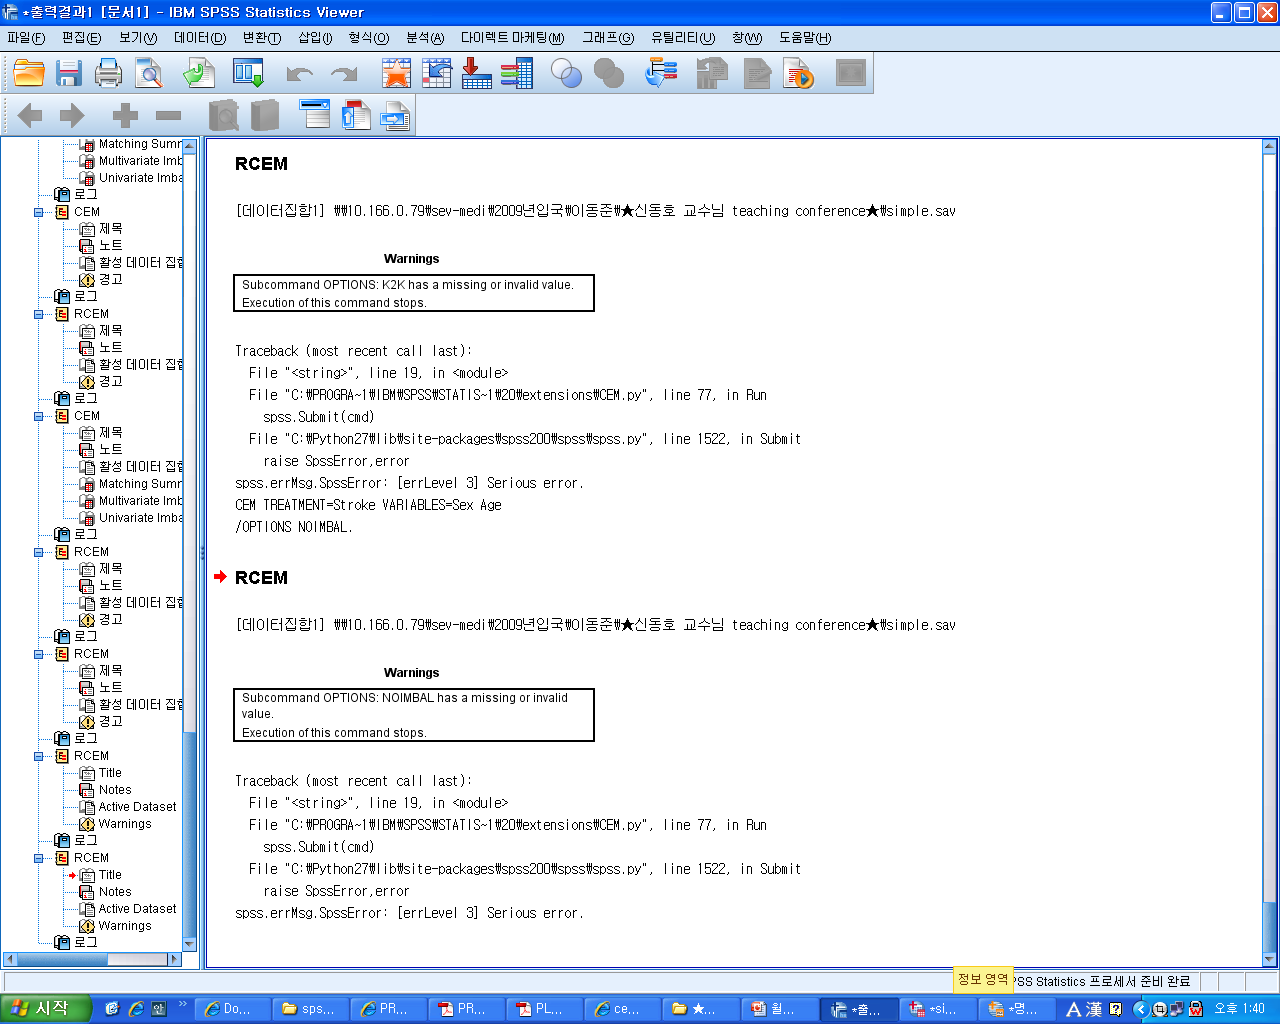 *출력결과1 [문서1] - IBM SPSS Statistics Viewer
파일(F) 편집(E) 보기(V) 데이터(D) 변환(T) 삽입(I) 형식(O) 분석(A) 다이렉트 마케팅(M) 그래프(G) 유틸리티(U) 창(W) 도움말(H)
Matching Sumr
Multivariate Imb
Univariate Imba
로그
CEM
제목
노트
활성 데이터 집합
경고
로그
RCEM
제목
노트
활성 데이터 집합
경고
로그
CEM
제목
노트
활성 데이터 집합
Matching Sumr
Multivariate Imb
Univariate Imba
로그
RCEM
제목
노트
활성 데이터 집합
경고
로그
RCEM
제목
노트
활성 데이터 집합
경고
로그
RCEM
Title
Notes
Active Dataset
Warnings
로그
RCEM
Title
Notes
Active Dataset
Warnings
로그
RCEM
[데이터집합1] ₩₩10.166.0.79₩sev-medi₩2009년입국₩이동준₩★신동호 교수님 teaching conference★₩simple.sav
Warnings
Subcommand OPTIONS: K2K has a missing or invalid value.
Execution of this command stops.
Traceback (most recent call last):
File "<string>", line 19, in <module>
File "C:₩PROGRA~1₩IBM₩SPSS₩STATIS~1₩20₩extensions₩CEM.py", line 77, in Run
spss.Submit(cmd)
File "C:₩Python27₩lib₩site-packages₩spss200₩spss₩spss.py", line 1522, in Submit
raise SpssError,error
spss.errMsg.SpssError: [errLevel 3] Serious error.
CEM TREATMENT=Stroke VARIABLES=Sex Age
/OPTIONS NOIMBAL.
RCEM
[데이터집합1] ₩₩10.166.0.79₩sev-medi₩2009년입국₩이동준₩★신동호 교수님 teaching conference★₩simple.sav
Warnings
Subcommand OPTIONS: NOIMBAL has a missing or invalid
value.
Execution of this command stops.
Traceback (most recent call last):
File "<string>", line 19, in <module>
File "C:₩PROGRA~1₩IBM₩SPSS₩STATIS~1₩20₩extensions₩CEM.py", line 77, in Run
spss.Submit(cmd)
File "C:₩Python27₩lib₩site-packages₩spss200₩spss₩spss.py", line 1522, in Submit
raise SpssError,error
spss.errMsg.SpssError: [errLevel 3] Serious error.
정보 영역 PSS Statistics 프로세서 준비 완료
시작 안 » Do... sps... PR... PR... PL... ce... ★... 윌... *출... *si... *명... A 漢 오후 1:40